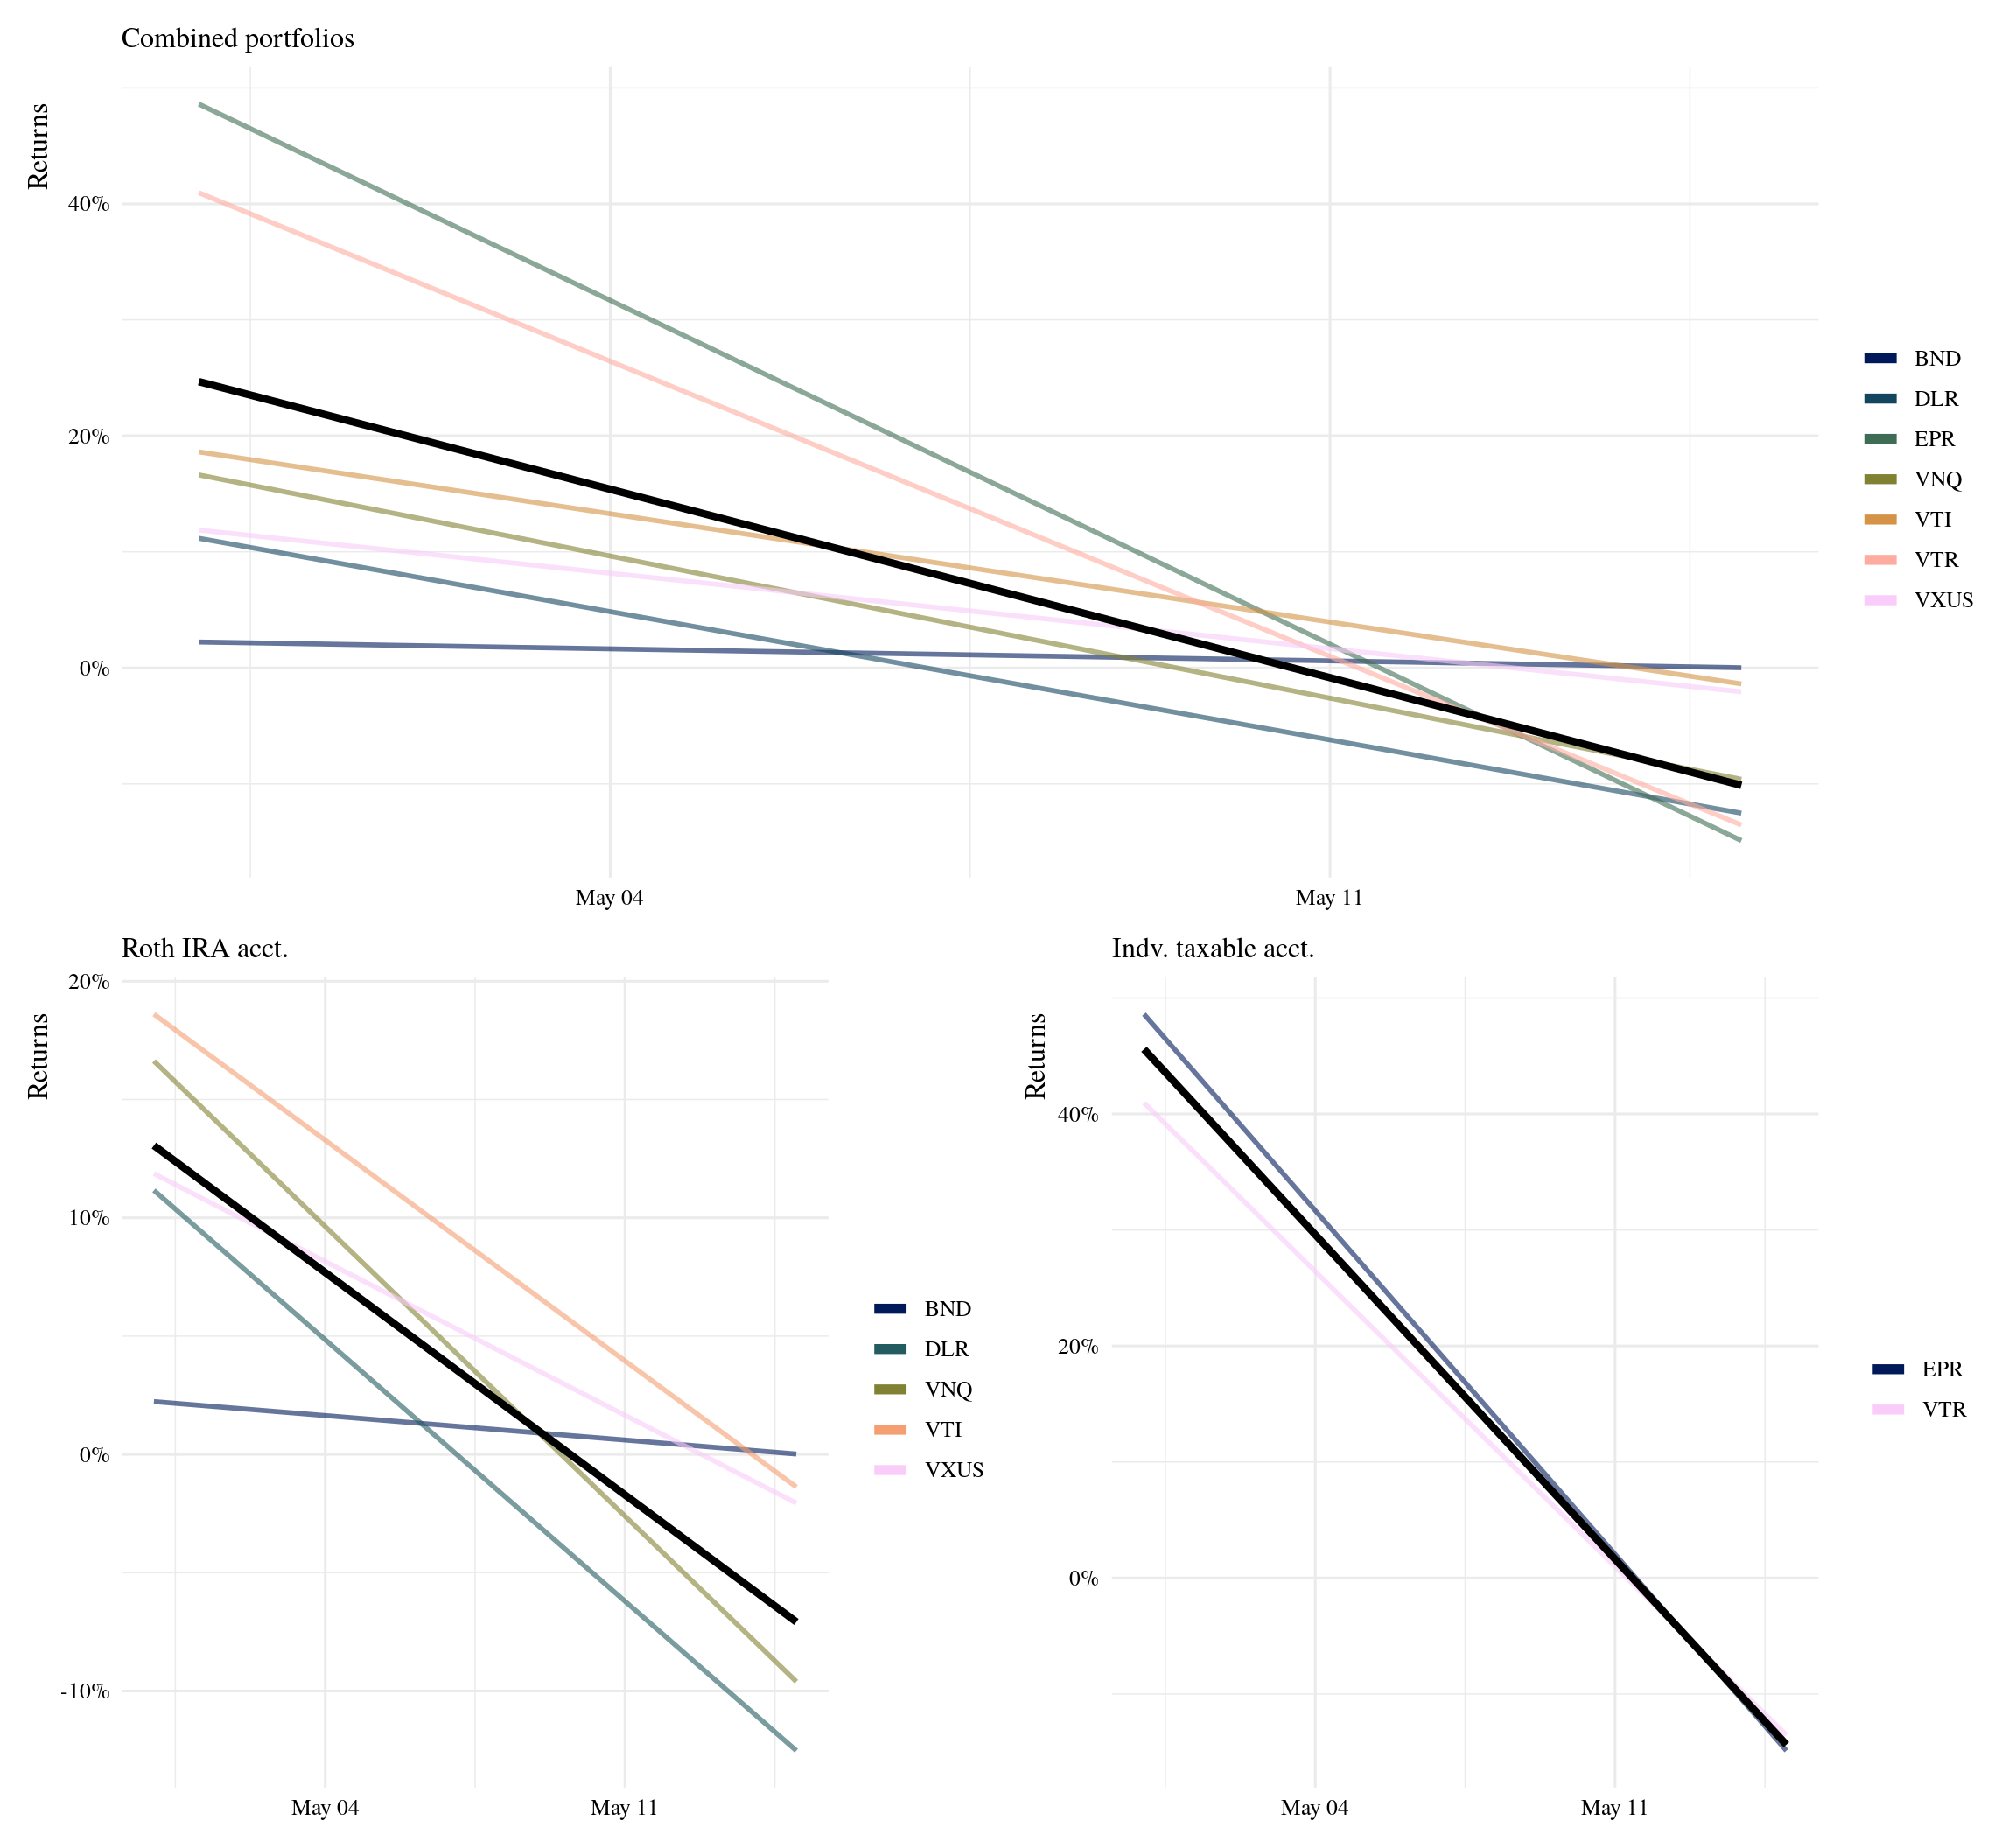 Combined portfolios
Returns
40%
20%
0%
May 04
May 11
BND
DLR
EPR
VNQ
VTI
VTR
VXUS
Roth IRA acct.
Returns
20%
10%
0%
-10%
May 04
May 11
BND
DLR
VNQ
VTI
VXUS
Indv. taxable acct.
Returns
40%
20%
0%
May 04
May 11
EPR
VTR